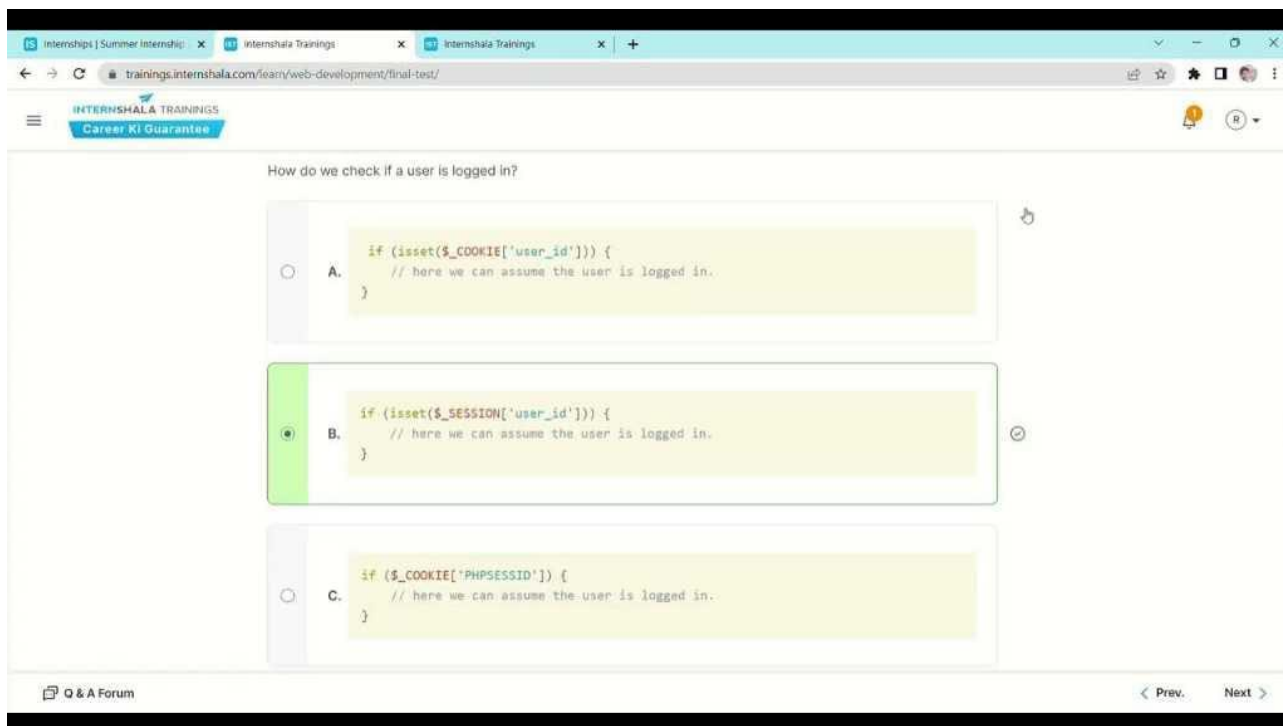 Internships | Summer Internship
Internshala Trainings
Internshala Trainings
trainings.internshala.com/learn/web-development/final-test/
INTERNSHALA TRAININGS
Career Ki Guarantee
1
R
How do we check if a user is logged in?
A.
if (isset($_COOKIE['user_id'])) {
// here we can assume the user is logged in.
}
B.
if (isset($_SESSION['user_id'])) {
// here we can assume the user is logged in.
}
C.
if ($_COOKIE['PHPSESSID']) {
// here we can assume the user is logged in.
}
Q & A Forum
Prev.
Next